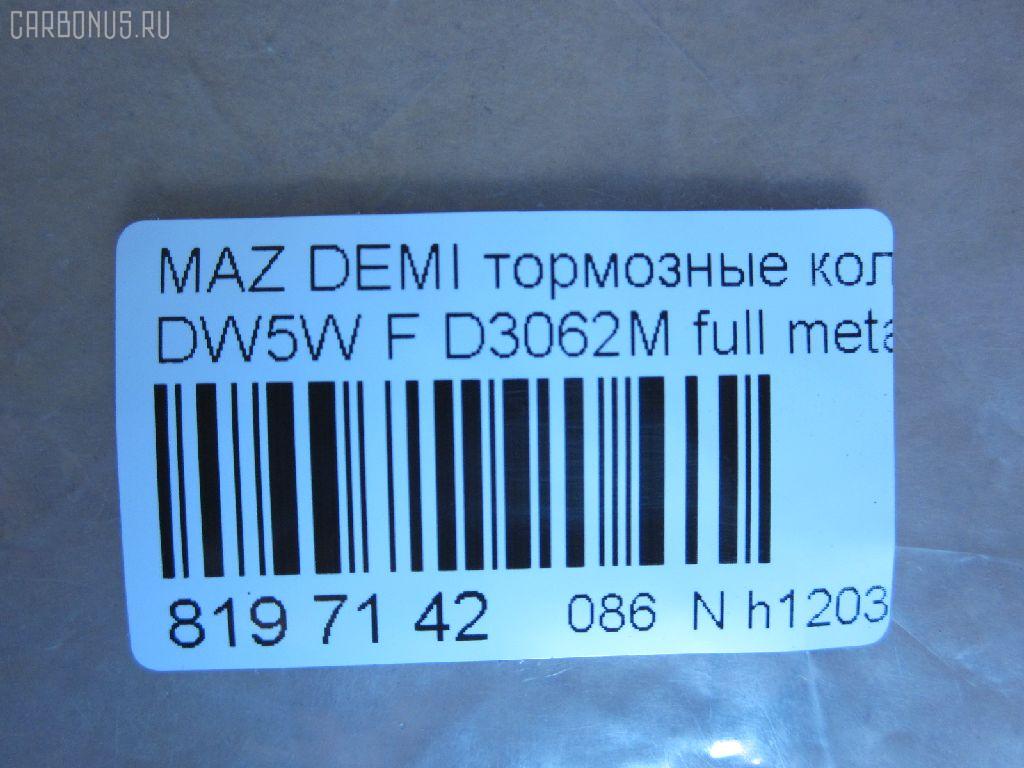 CARBONUS.RU
MAZ DEMI тормозные кол
DW5W F D3062M full meta
819 71 42 086 N h1203